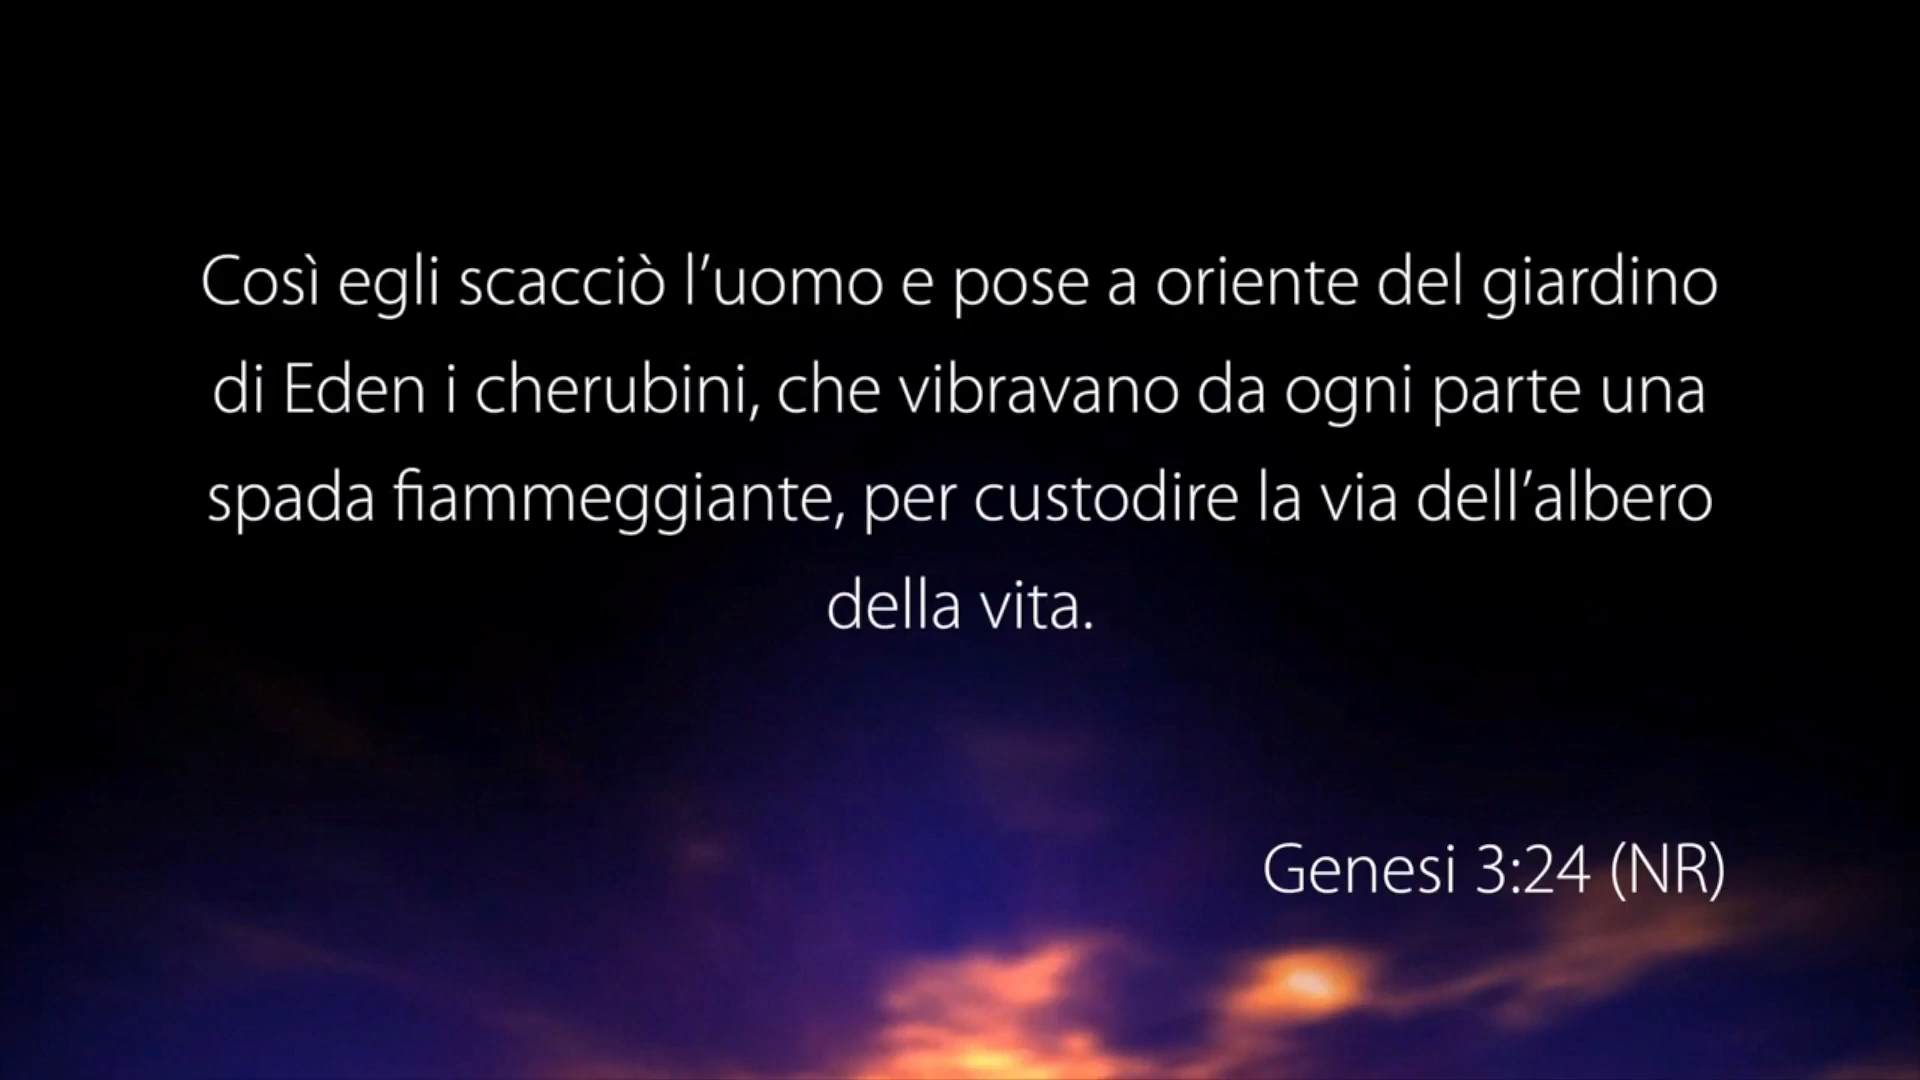 Così egli scacciò l’uomo e pose a oriente del giardino
di Eden i cherubini, che vibravano da ogni parte una
spada fiammeggiante, per custodire la via dell’albero
della vita.
Genesi 3:24 (NR)